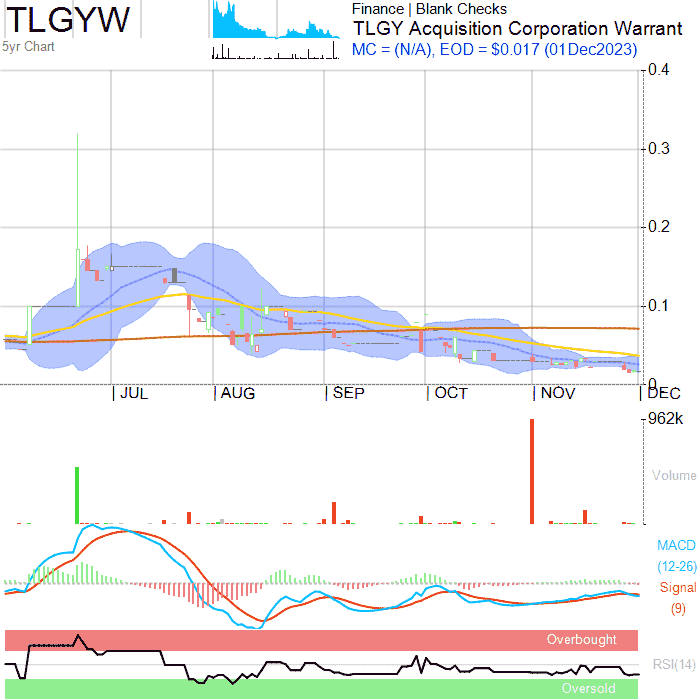 TLGYW
5yr Chart
Finance | Blank Checks
TLGY Acquisition Corporation Warrant
MC = (N/A), EOD = $0.017 (01Dec2023)
0.4
0.3
0.2
0.1
0
JUL
AUG
SEP
OCT
NOV
DEC
962k
Volume
MACD
(12-26)
Signal
(9)
Overbought
RSI(14)
Oversold